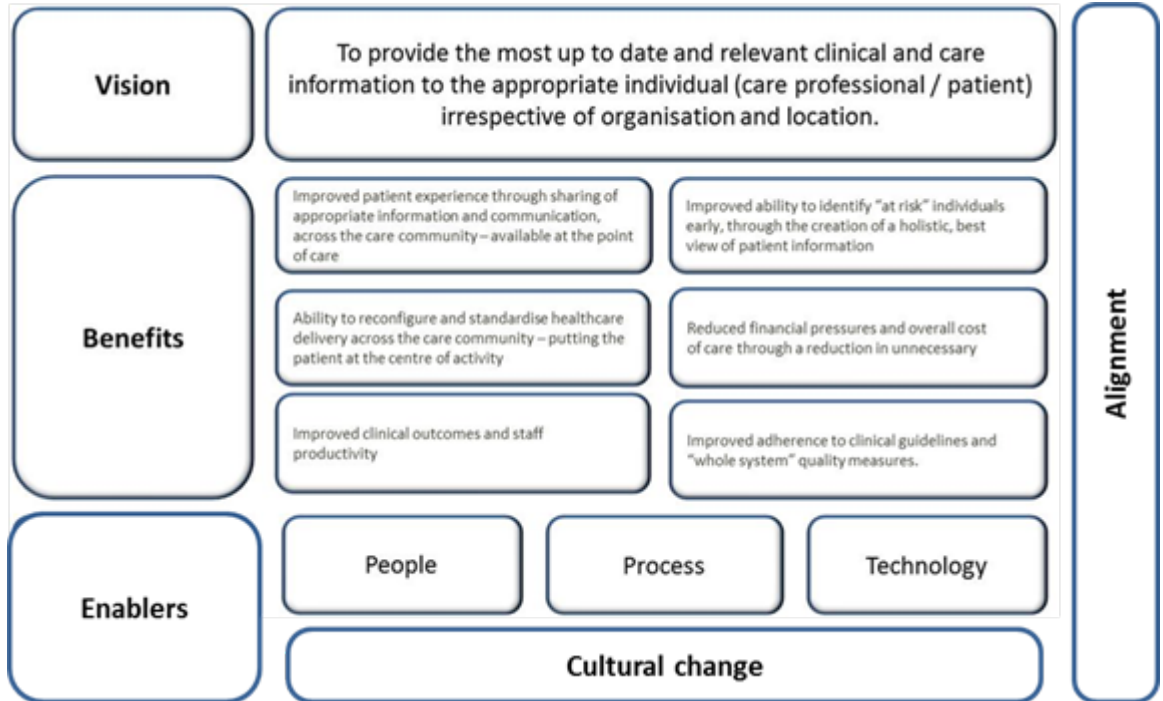 Vision
To provide the most up to date and relevant clinical and care
information to the appropriate individual (care professional / patient)
irrespective of organisation and location.
Benefits
Improved patient experience through sharing of
appropriate information and communication,
across the care community – available at the point
of care
Improved ability to identify “at risk” individuals
early, through the creation of a holistic, best
view of patient information
Ability to reconfigure and standardise healthcare
delivery across the care community – putting the
patient at the centre of activity
Reduced financial pressures and overall cost
of care through a reduction in unnecessary
Improved clinical outcomes and staff
productivity
Improved adherence to clinical guidelines and
“whole system” quality measures.
Enablers
People
Process
Technology
Cultural change
Alignment